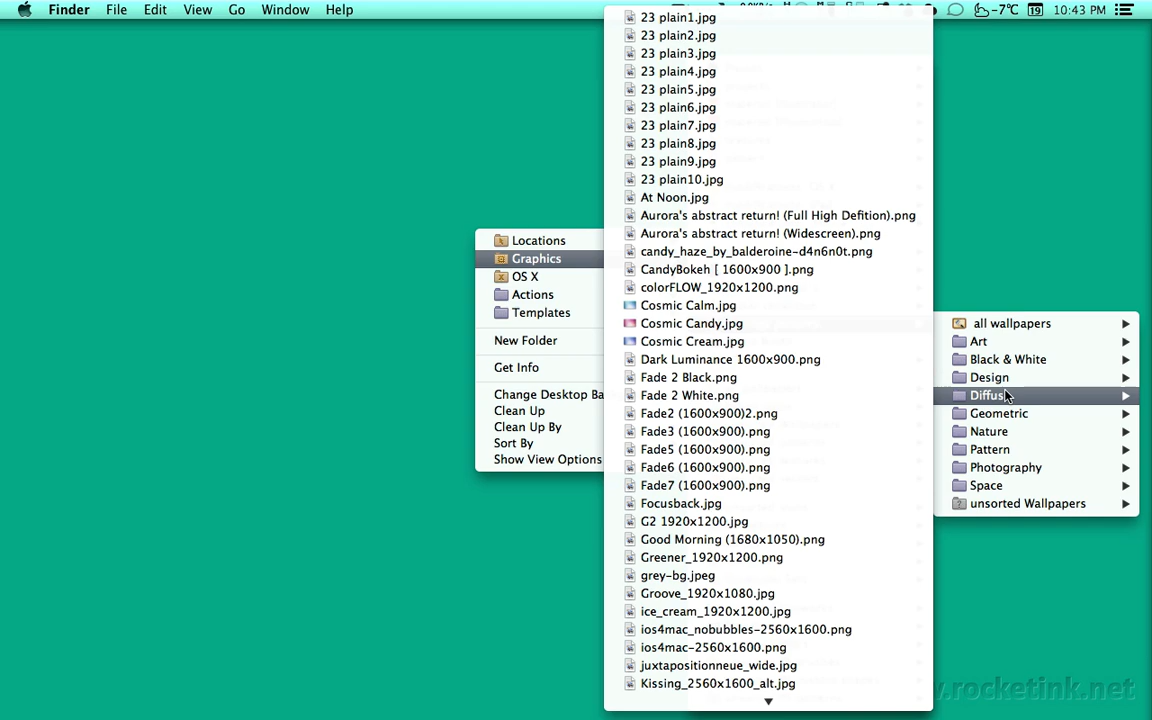 Finder File Edit View Go Window Help
-7°C 19 10:43 PM
23 plain1.jpg
23 plain2.jpg
23 plain3.jpg
23 plain4.jpg
23 plain5.jpg
23 plain6.jpg
23 plain7.jpg
23 plain8.jpg
23 plain9.jpg
23 plain10.jpg
At Noon.jpg
Aurora's abstract return! (Full High Defition).png
Aurora's abstract return! (Widescreen).png
candy_haze_by_balderoine-d4n6n0t.png
CandyBokeh [ 1600x900 ].png
colorFLOW_1920x1200.png
Cosmic Calm.jpg
Cosmic Candy.jpg
Cosmic Cream.jpg
Dark Luminance 1600x900.png
Fade 2 Black.png
Fade 2 White.png
Fade2 (1600x900)2.png
Fade3 (1600x900).png
Fade5 (1600x900).png
Fade6 (1600x900).png
Fade7 (1600x900).png
Focusback.jpg
G2 1920x1200.jpg
Good Morning (1680x1050).png
Greener_1920x1200.png
grey-bg.jpeg
Groove_1920x1080.jpg
ice_cream_1920x1200.jpg
ios4mac_nobubbles-2560x1600.png
ios4mac-2560x1600.png
juxtapositionneue_wide.jpg
Kissing_2560x1600_alt.jpg
Locations
Graphics
OS X
Actions
Templates
New Folder
Get Info
Change Desktop Ba
Clean Up
Clean Up By
Sort By
Show View Options
all wallpapers
Art
Black & White
Design
Diffus
Geometric
Nature
Pattern
Photography
Space
unsorted Wallpapers
.rocketink.net